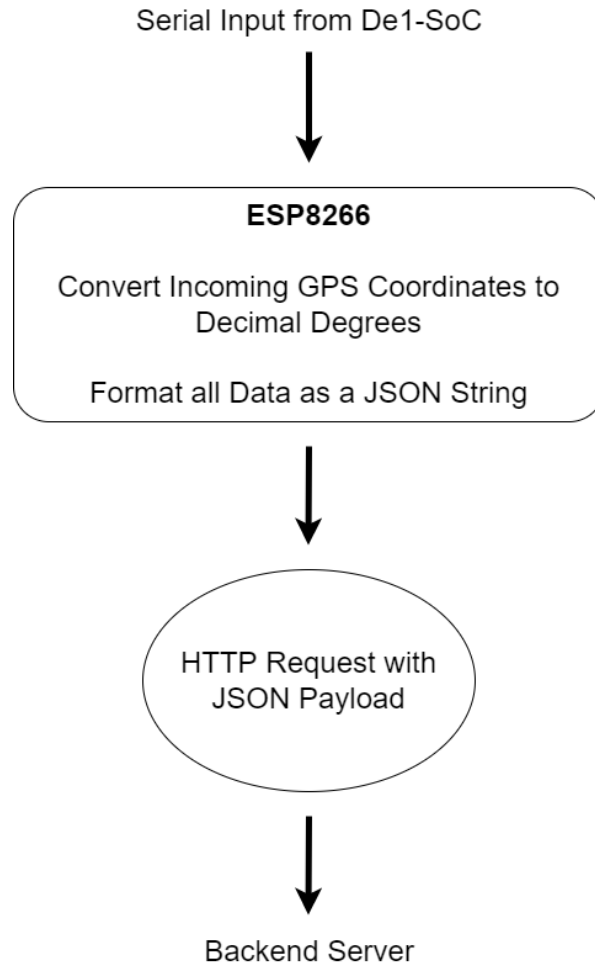 Serial Input from De1-SoC
ESP8266
Convert Incoming GPS Coordinates to
Decimal Degrees
Format all Data as a JSON String
HTTP Request with
JSON Payload
Backend Server